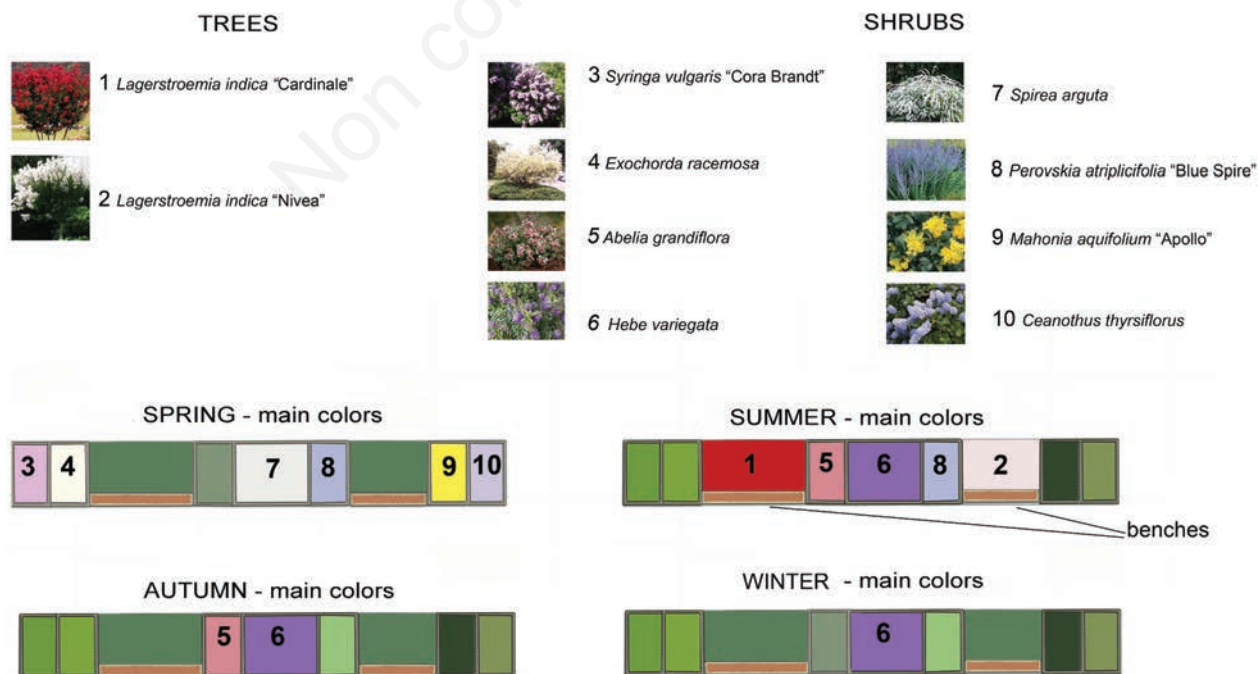 TREES
1 Lagerstroemia indica “Cardinale”
2 Lagerstroemia indica “Nivea”
SHRUBS
3 Syringa vulgaris “Cora Brandt”
4 Exochorda racemosa
5 Abelia grandiflora
6 Hebe variegata
7 Spirea arguta
8 Perovskia atriplicifolia “Blue Spire”
9 Mahonia aquifolium “Apollo”
10 Ceanothus thyrsiflorus
SPRING - main colors
3 4 7 8 9 10
SUMMER - main colors
1 5 6 8 2
benches
AUTUMN - main colors
5 6
WINTER - main colors
6
Non co